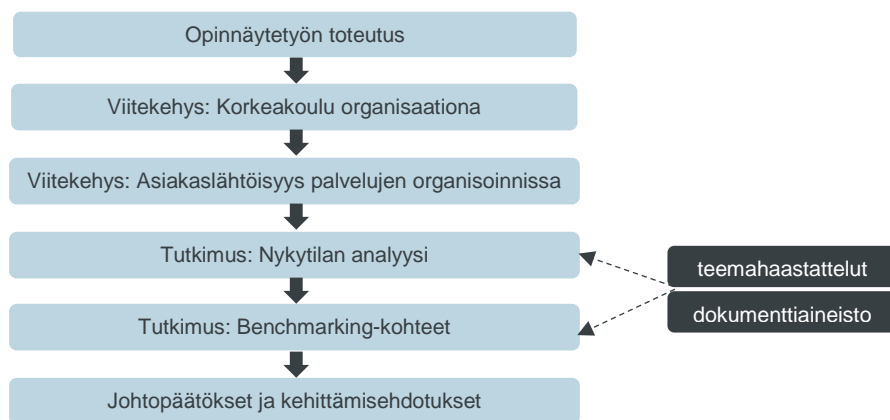 Opinnäytetyön toteutus
Viitekehys: Korkeakoulu organisaationa
Viitekehys: Asiakaslähtöisyys palvelujen organisoinnissa
Tutkimus: Nykytilan analyysi
teemahaastattelut
dokumenttiaineisto
Tutkimus: Benchmarking-kohteet
Johtopäätökset ja kehittämisehdotukset